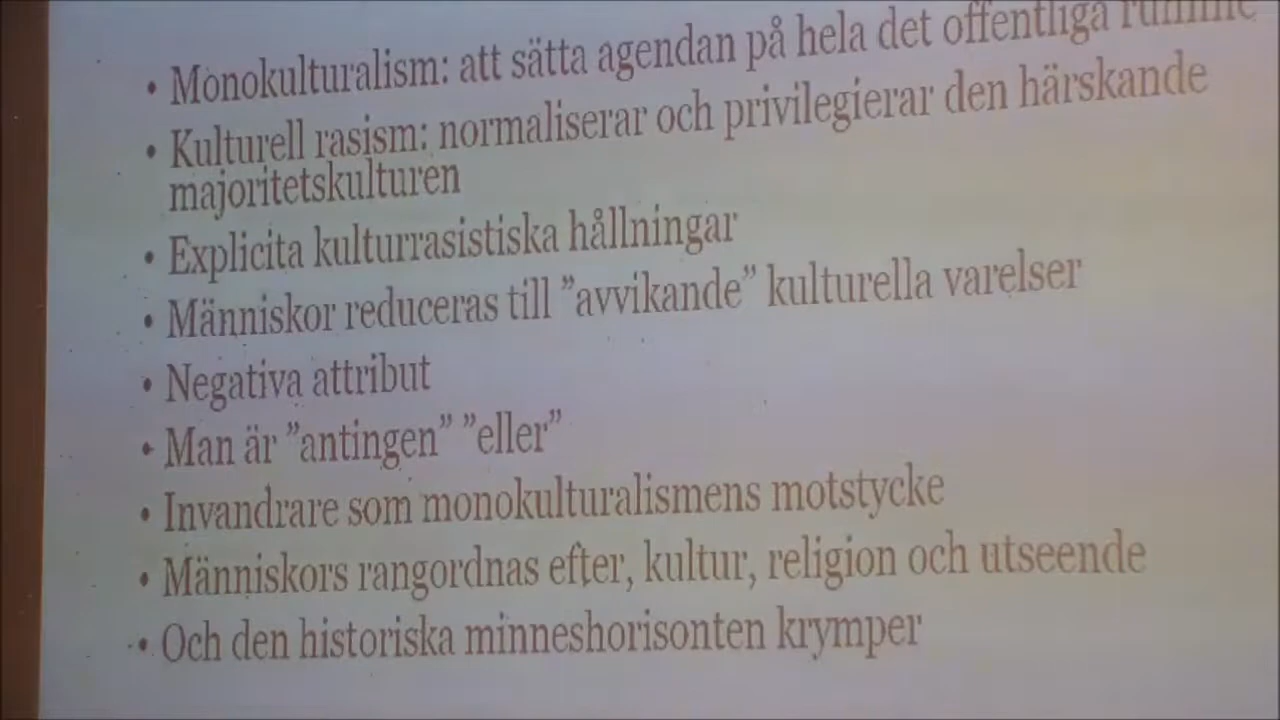 • Monokulturalism: att sätta agendan på hela det offentliga
• Kulturell rasism: normaliserar och privilegierar den härskande
majoritetskulturen
• Explicita kulturrasistiska hållningar
• Människor reduceras till ”avvikande” kulturella varelser
• Negativa attribut
• Man är ”antingen” ”eller”
• Invandrare som monokulturalismens motstycke
• Människors rangordnas efter, kultur, religion och utseende
• Och den historiska minneshorisonten krymper